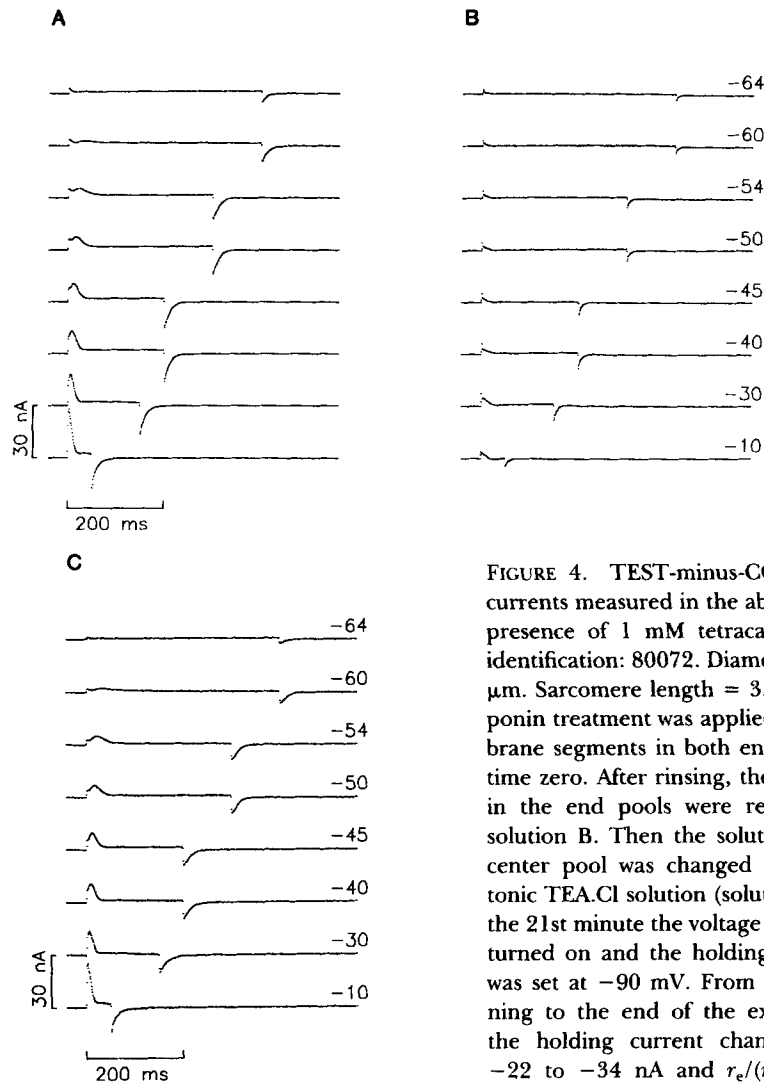 A
B
-64
-60
-54
-50
-45
-40
-30
-10
30 nA
200 ms
C
-64
-60
-54
-50
-45
-40
-30
-10
30 nA
200 ms
FIGURE 4. TEST-minus-CO
currents measured in the ab
presence of 1 mM tetraca
identification: 80072. Diame
μm. Sarcomere length = 3.
ponin treatment was applied
brane segments in both en
time zero. After rinsing, the
in the end pools were re
solution B. Then the solut
center pool was changed
tonic TEA.Cl solution (solut
the 21st minute the voltage
turned on and the holding
was set at −90 mV. From
ning to the end of the ex
the holding current chan
−22 to −34 nA and re/(r